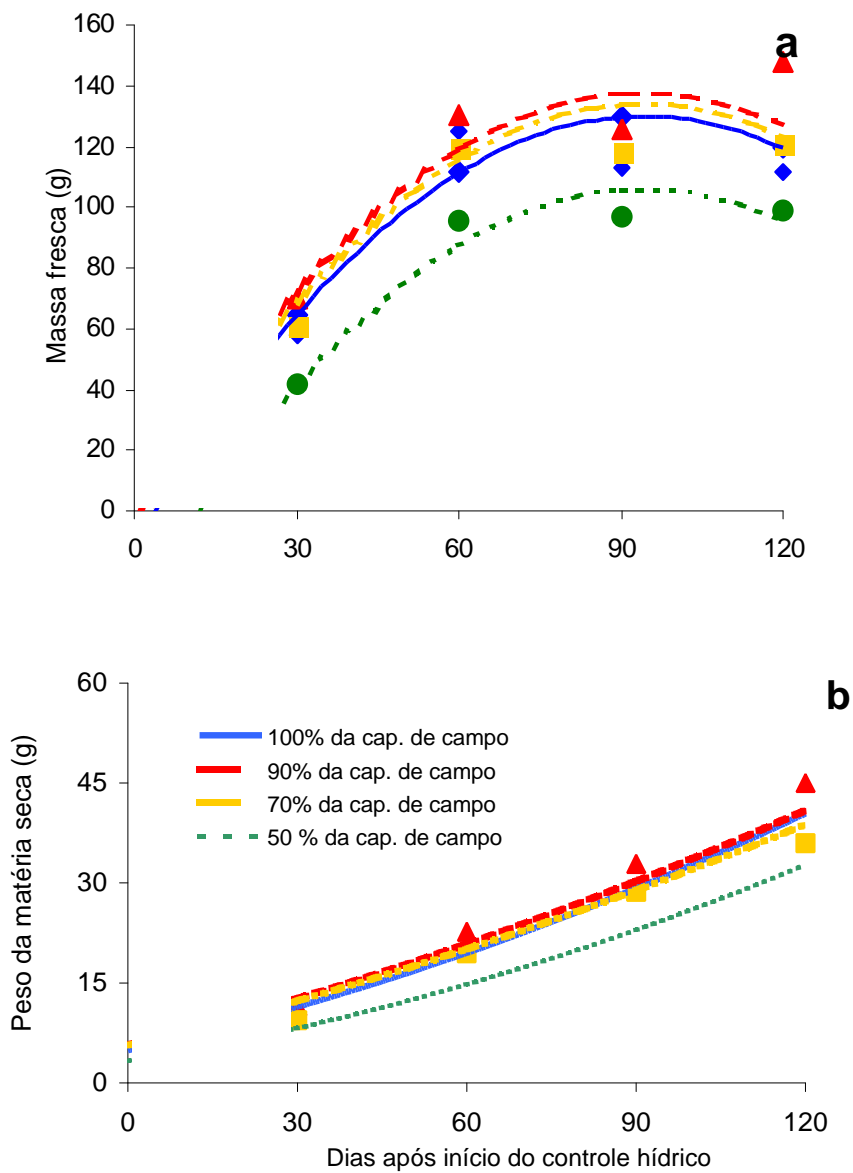 a
160
140
120
100
80
60
40
20
0
Massa fresca (g)
0 30 60 90 120
b
60
45
30
15
0
Peso da matéria seca (g)
100% da cap. de campo
90% da cap. de campo
70% da cap. de campo
50 % da cap. de campo
0 30 60 90 120
Dias após início do controle hídrico